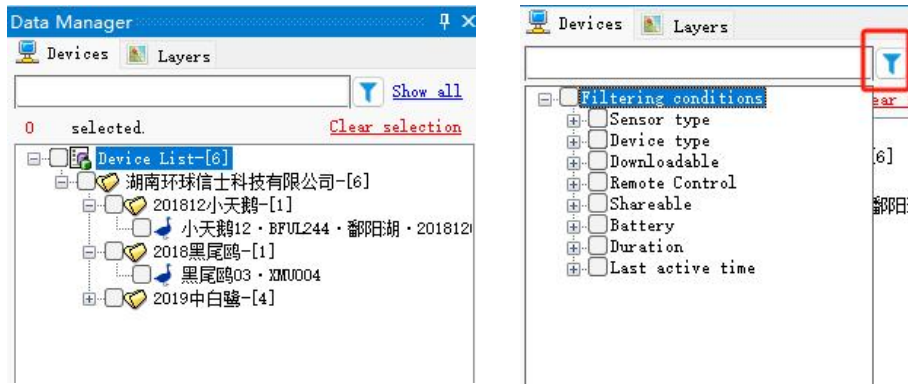 Data Manager
Devices
Layers
Show all
0 selected.
Clear selection
Device List-[6]
湖南环球信士科技有限公司-[6]
201812小天鹅-[1]
小天鹅12·BFUL244·鄱阳湖·201812
2018黑尾鸥-[1]
黑尾鸥03·XMU004
2019中白鹭-[4]
Devices
Layers
ear
Filtering conditions
Sensor type
Device type
Downloadable
[6]
Remote Control
Shareable
鄱阳
Battery
Duration
Last active time